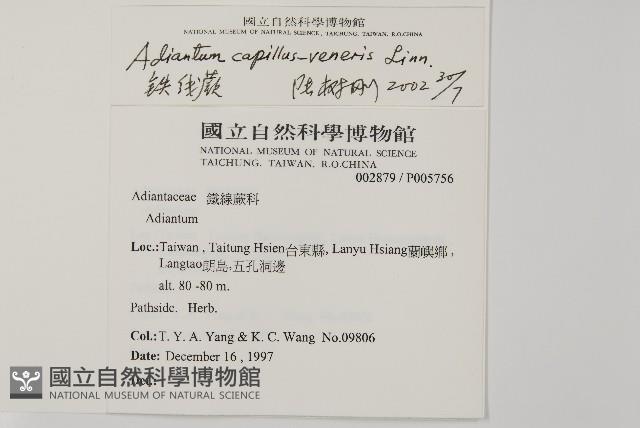 國立自然科學博物館
NATIONAL MUSEUM OF NATURAL SCIENCE, TAICHUNG, TAIWAN, R.O.CHINA
Adiantum capillus-veneris Linn.
铁线蕨 陆树刚 2002 30/7
國立自然科學博物館
NATIONAL MUSEUM OF NATURAL SCIENCE
TAICHUNG, TAIWAN, R.O.CHINA
002879 / P005756
Adiantaceae 鐵線蕨科
Adiantum
Loc.:Taiwan , Taitung Hsien台東縣, Lanyu Hsiang蘭嶼鄉 ,
Langtao朗島,五孔洞邊
alt. 80 -80 m.
Pathside. Herb.
Col.:T. Y. A. Yang & K. C. Wang No.09806
Date: December 16 , 1997
Det.:
國立自然科學博物館
NATIONAL MUSEUM OF NATURAL SCIENCE